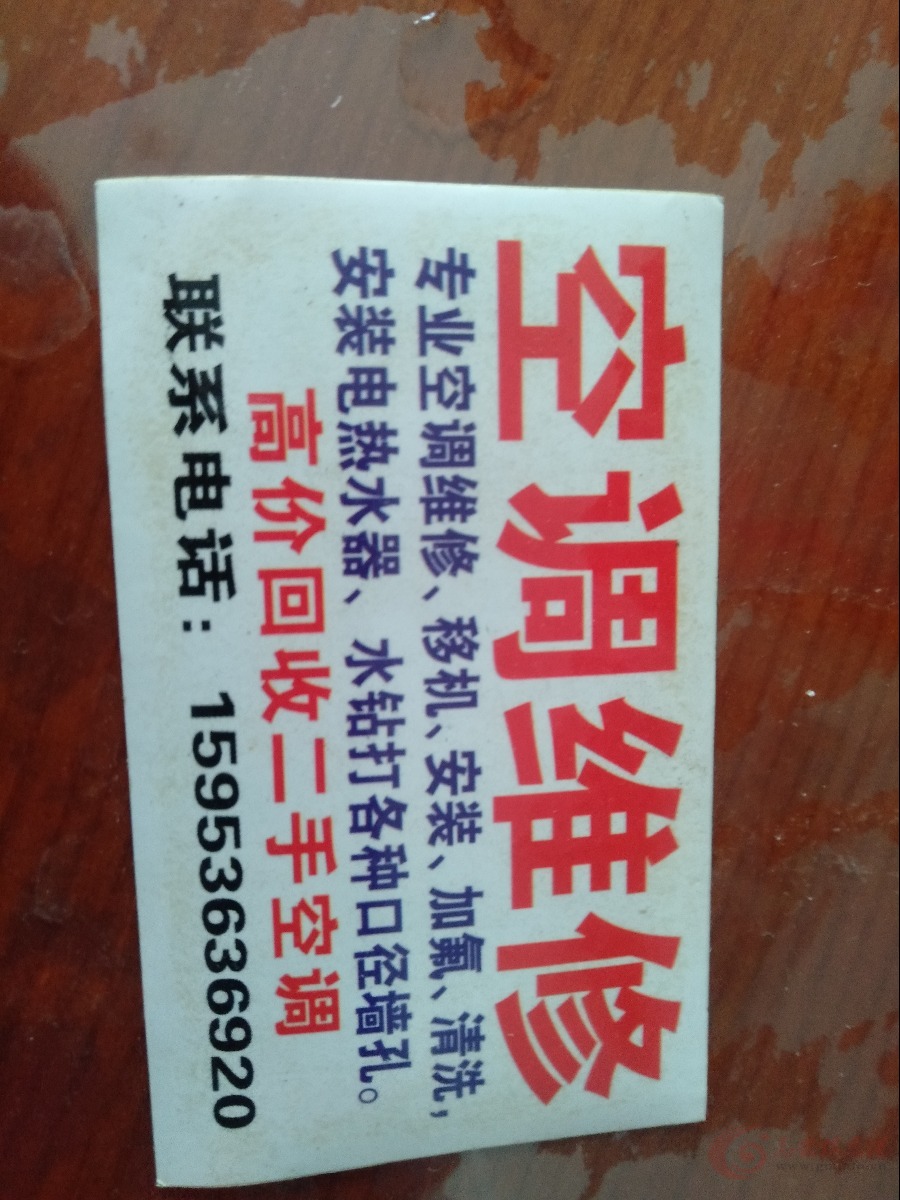 空调维修
专业空调维修、移机、安装、加氟、清洗，
安装电热水器、水钻打各种口径墙孔。
高价回收二手空调
联系电话：15953636920